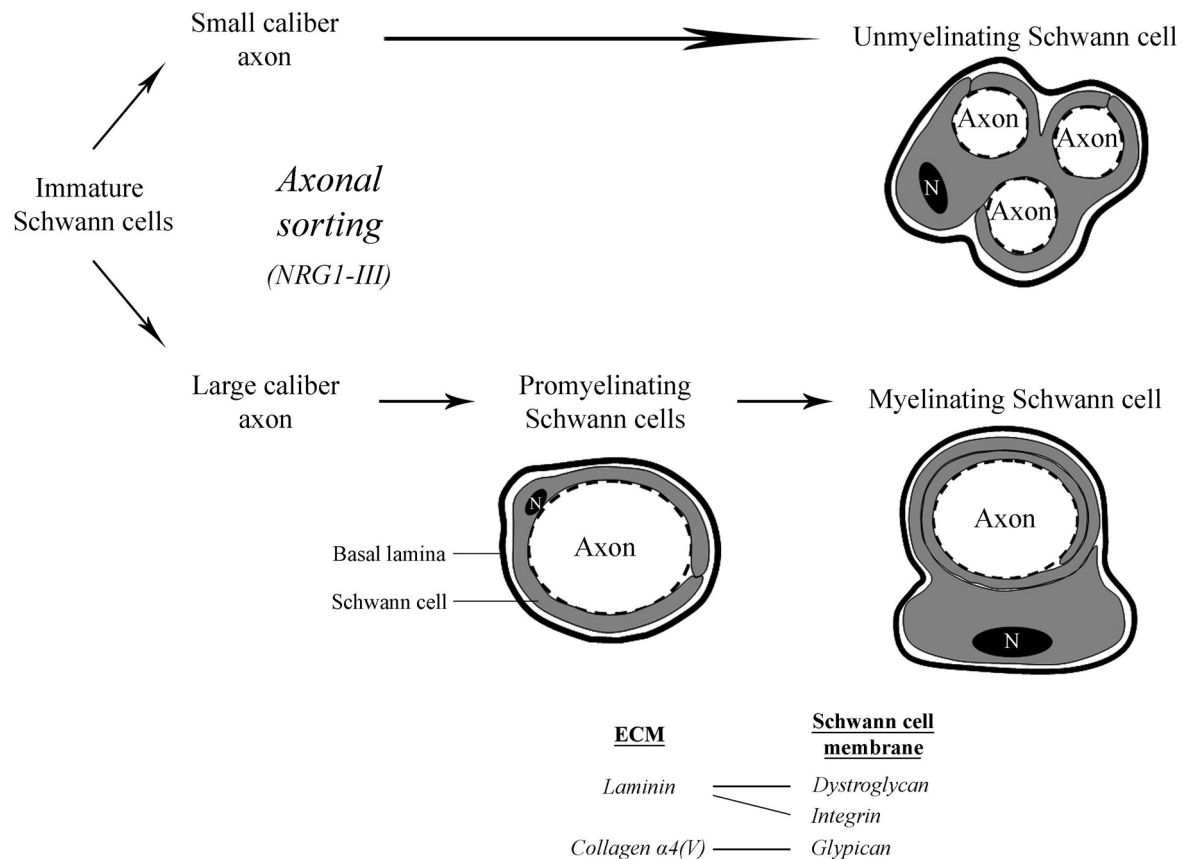 Small caliber
axon
Unmyelinating Schwann cell
Axon
Axon
Axon
N
Immature
Schwann cells
Axonal
sorting
(NRG1-III)
Large caliber
axon
Promyelinating
Schwann cells
Myelinating Schwann cell
N
Axon
Axon
Basal lamina
Schwann cell
N
ECM
Schwann cell
membrane
Laminin
Dystroglycan
Integrin
Collagen α4(V)
Glypican